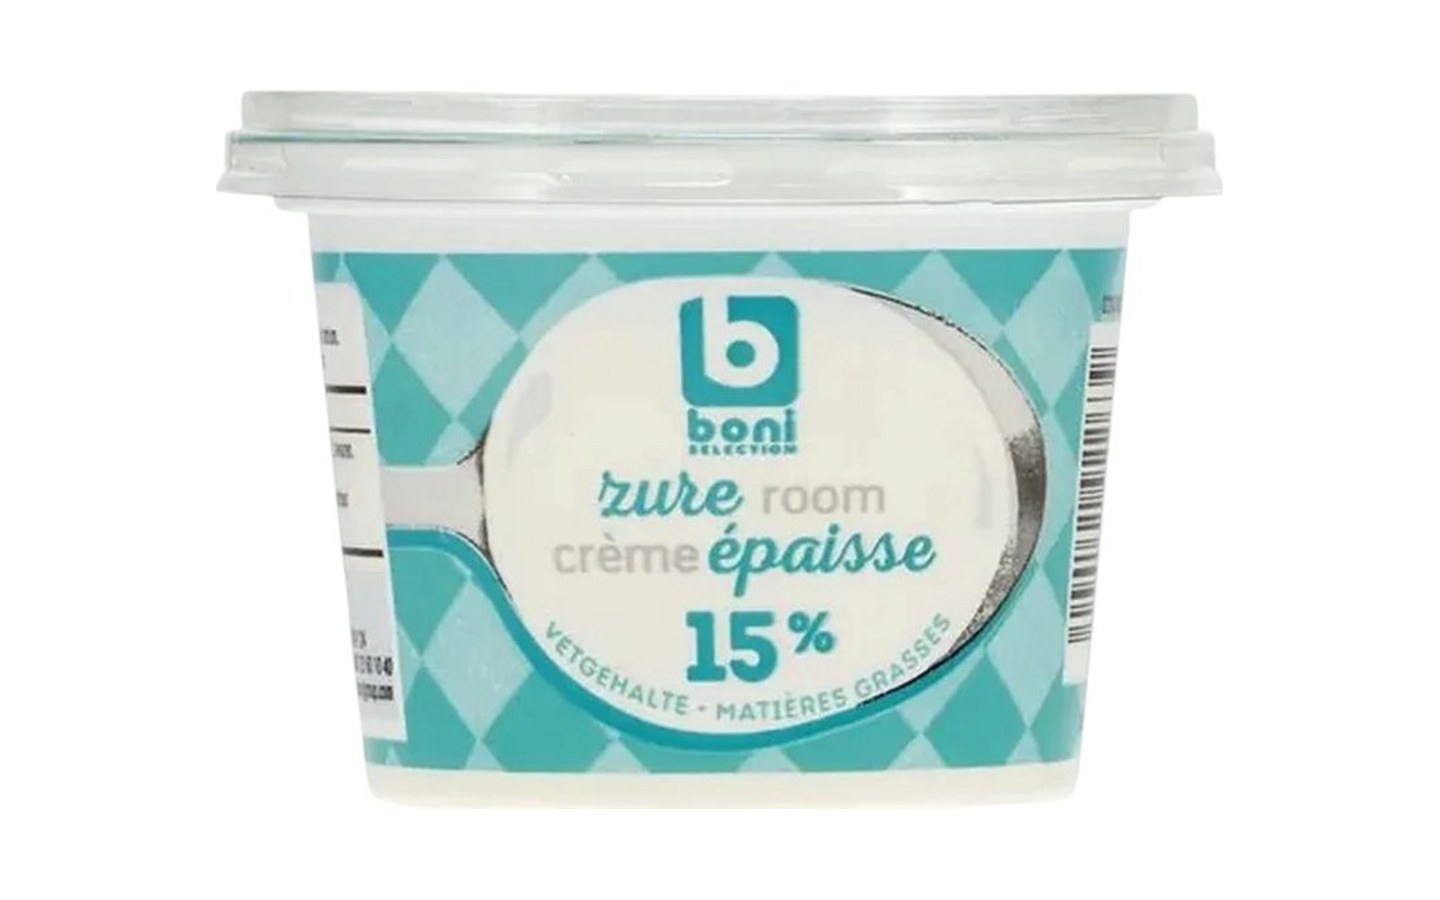 b
boni
SELECTION
zure room
crème épaisse
15%
VETGEHALTE - MATIÈRES GRASSES